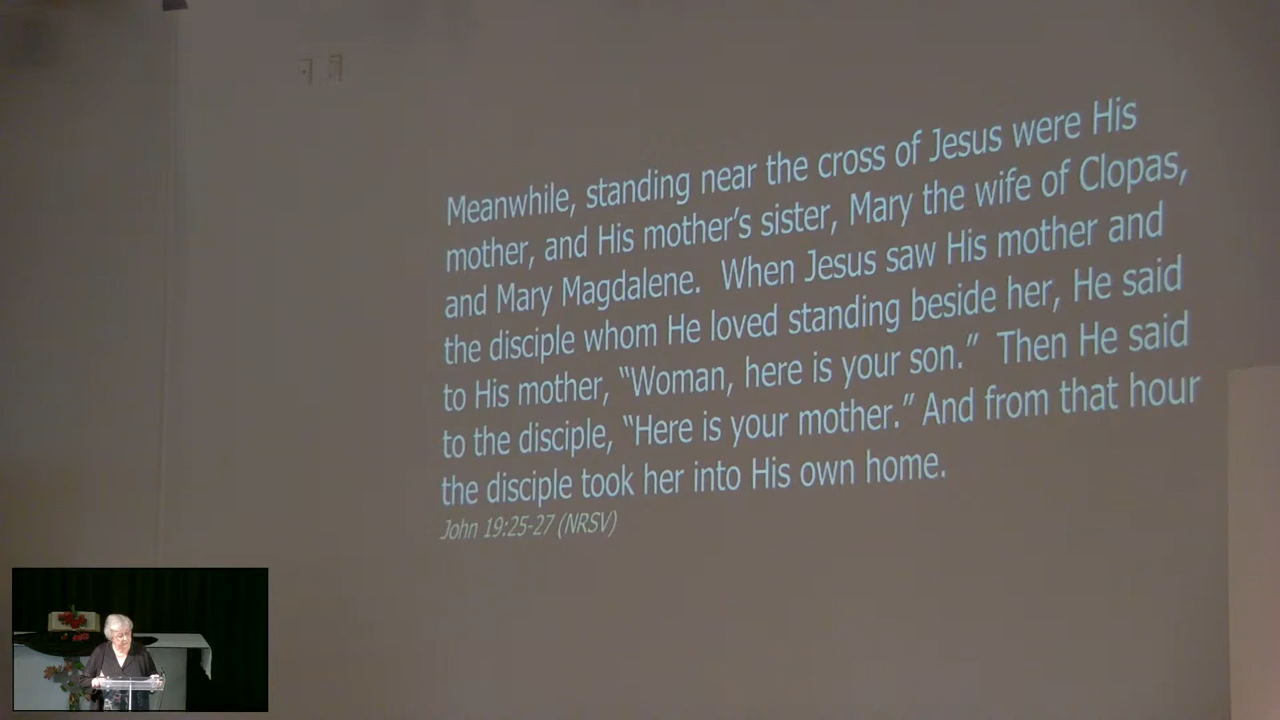 Meanwhile, standing near the cross of Jesus were His
mother, and His mother’s sister, Mary the wife of Clopas,
and Mary Magdalene.  When Jesus saw His mother and
the disciple whom He loved standing beside her, He said
to His mother, “Woman, here is your son.”  Then He said
to the disciple, “Here is your mother.” And from that hour
the disciple took her into His own home.
John 19:25-27 (NRSV)